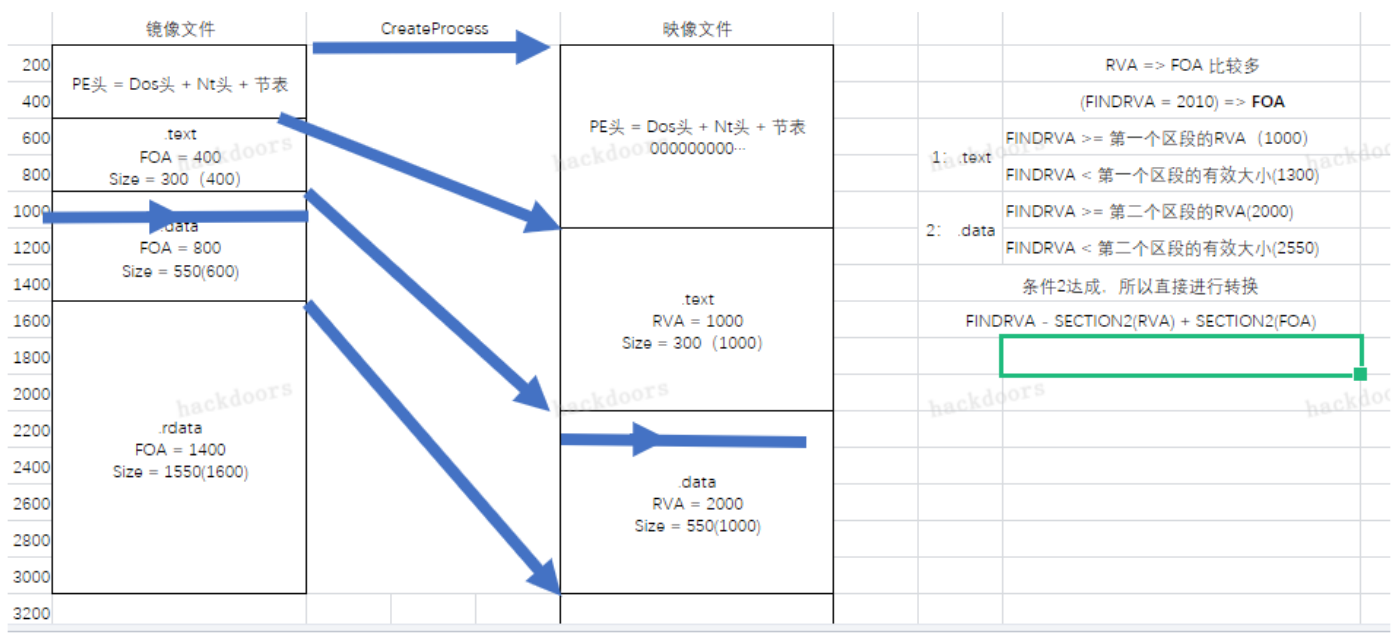 镜像文件
CreateProcess
映像文件
200
400
600
800
1000
1200
1400
1600
1800
2000
2200
2400
2600
2800
3000
3200
PE头 = Dos头 + Nt头 + 节表
.text
FOA = 400
Size = 300（400）
.data
FOA = 800
Size = 550(600)
.rdata
FOA = 1400
Size = 1550(1600)
PE头 = Dos头 + Nt头 + 节表
000000000···
.text
RVA = 1000
Size = 300（1000）
.data
RVA = 2000
Size = 550(1000)
RVA => FOA 比较多
(FINDRVA = 2010) => FOA
1: .text
FINDRVA >= 第一个区段的RVA（1000）
FINDRVA < 第一个区段的有效大小(1300)
2: .data
FINDRVA >= 第二个区段的RVA(2000)
FINDRVA < 第二个区段的有效大小(2550)
条件2达成，所以直接进行转换
FINDRVA - SECTION2(RVA) + SECTION2(FOA)
hackdoors
hackdoors
hackdoors
hackdoors
hackdoors
hackdoors